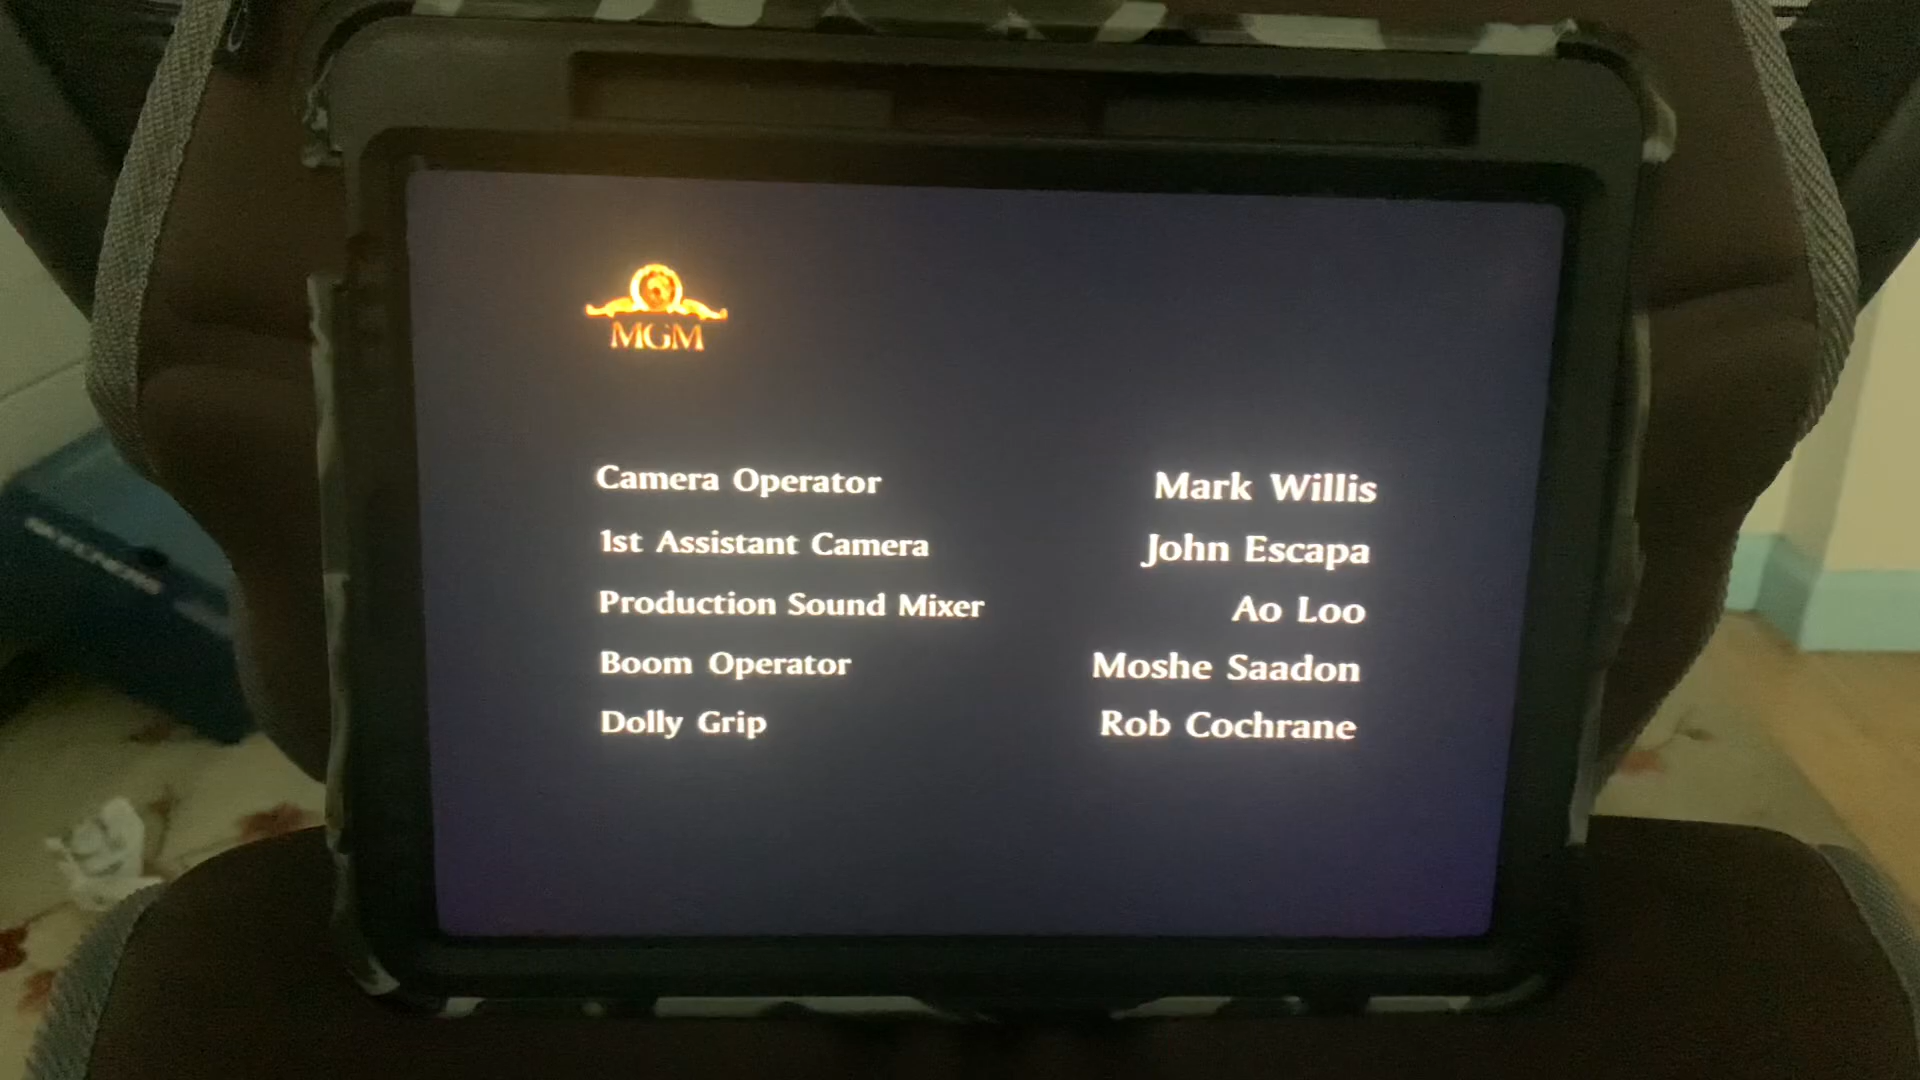 MGM
Camera Operator Mark Willis
1st Assistant Camera John Escapa
Production Sound Mixer Ao Loo
Boom Operator Moshe Saadon
Dolly Grip Rob Cochrane